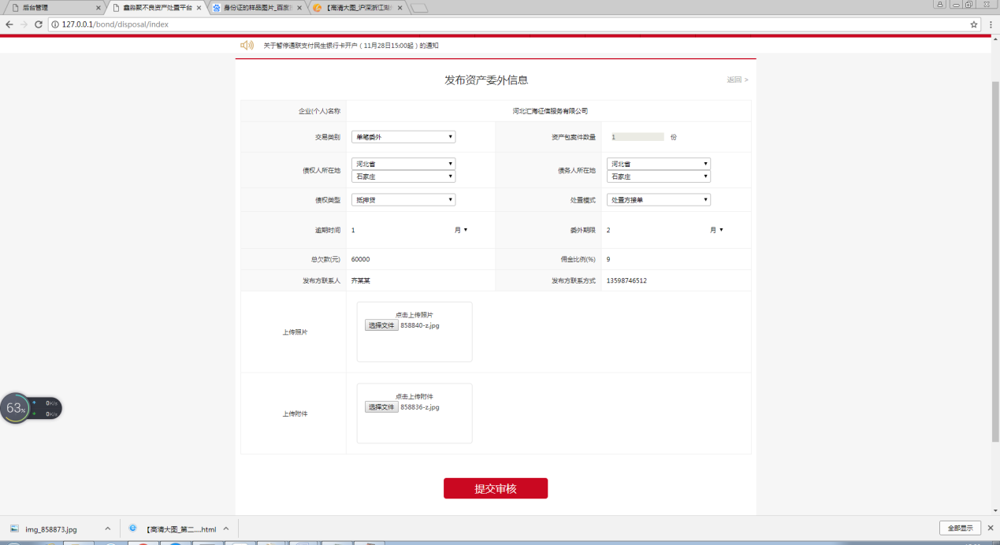 后台管理
鑫淼聚不良资产处置平台
身份证的样品图片_百度
【高清大图_沪深浙江
127.0.0.1/bond/disposal/index
关于暂停通联支付民生银行卡开户（11月28日15:00起）的通知
发布资产委外信息
返回 >
企业(个人)名称 河北汇海征信服务有限公司
交易类别 单笔委外 资产包案件数量 1 份
债权人所在地 河北省 石家庄 债务人所在地 河北省 石家庄
债权类型 抵押贷 处置模式 处置方接单
逾期时间 1 月 委外期限 2 月
总欠款(元) 60000 佣金比例(%) 9
发布方联系人 齐某某 发布方联系方式 13598746512
上传照片
点击上传照片
选择文件 858840-z.jpg
上传附件
点击上传附件
选择文件 858836-z.jpg
63%
0K/s
0K/s
提交审核
img_858873.jpg
【高清大图_第二....html
全部显示